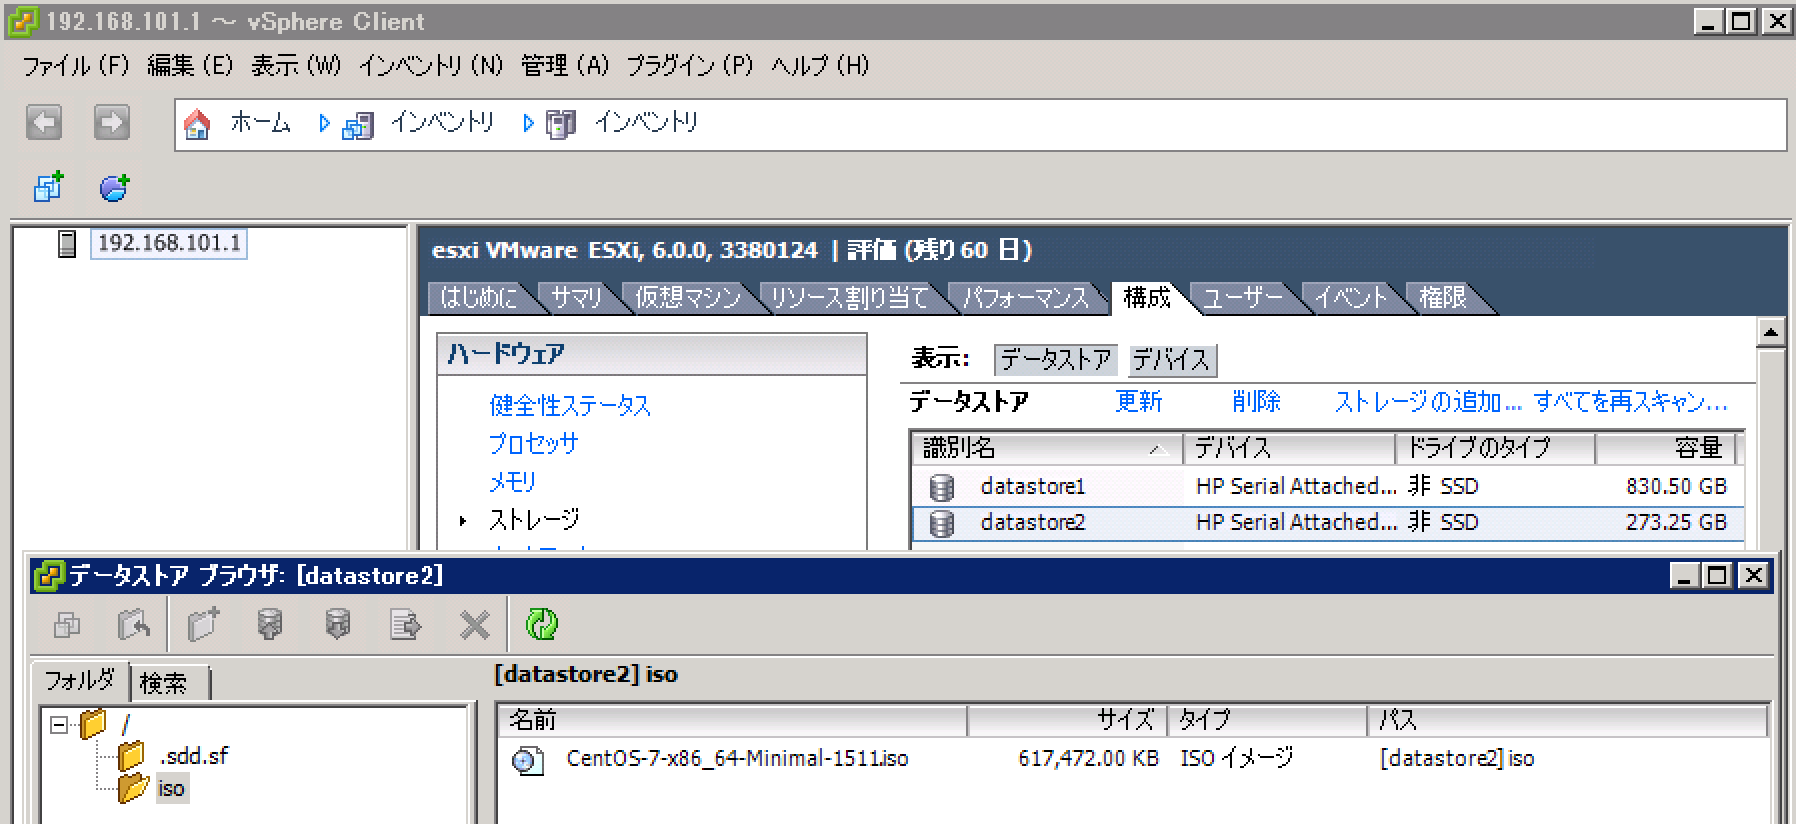 192.168.101.1 ～ vSphere Client
ファイル(F) 編集(E) 表示(W) インベントリ(N) 管理(A) プラグイン(P) ヘルプ(H)
ホーム インベントリ インベントリ
192.168.101.1
esxi VMware ESXi, 6.0.0, 3380124 | 評価 (残り 60 日)
はじめに サマリ 仮想マシン リソース割り当て パフォーマンス 構成 ユーザー イベント 権限
ハードウェア
健全性ステータス
プロセッサ
メモリ
ストレージ
表示: データストア デバイス
データストア 更新 削除 ストレージの追加... すべてを再スキャン...
識別名 デバイス ドライブのタイプ 容量
datastore1 HP Serial Attached... 非 SSD 830.50 GB
datastore2 HP Serial Attached... 非 SSD 273.25 GB
データストア ブラウザ: [datastore2]
フォルダ 検索
/
.sdd.sf
iso
[datastore2] iso
名前 サイズ タイプ パス
CentOS-7-x86_64-Minimal-1511.iso 617,472.00 KB ISO イメージ [datastore2] iso